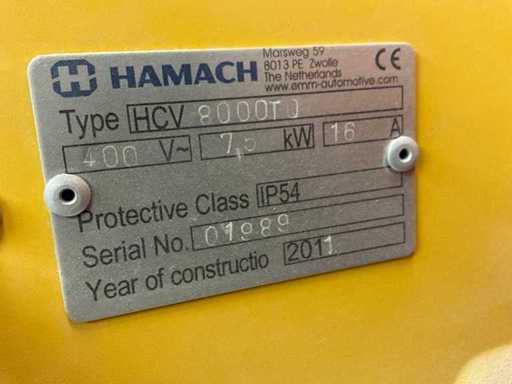 HAMACH
Marsweg 59
8013 PE Zwolle
The Netherlands
www.emm-automotive.com
CE
Type HCV 8000TD
400 V~ 7,5 kW 16 A
Protective Class IP54
Serial No. 01989
Year of constructio 2011